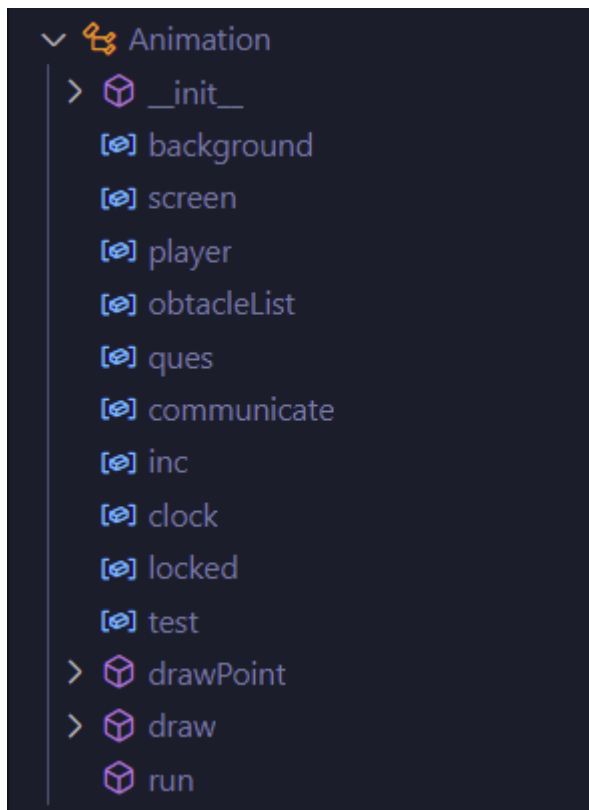 Animation
__init__
background
screen
player
obtacleList
ques
communicate
inc
clock
locked
test
drawPoint
draw
run